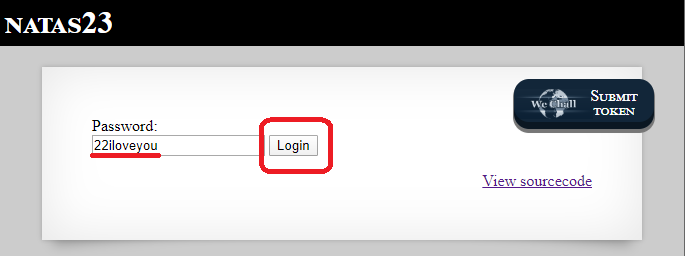 NATAS23
We Chall
SUBMIT
TOKEN
Password:
22iloveyou
Login
View sourcecode